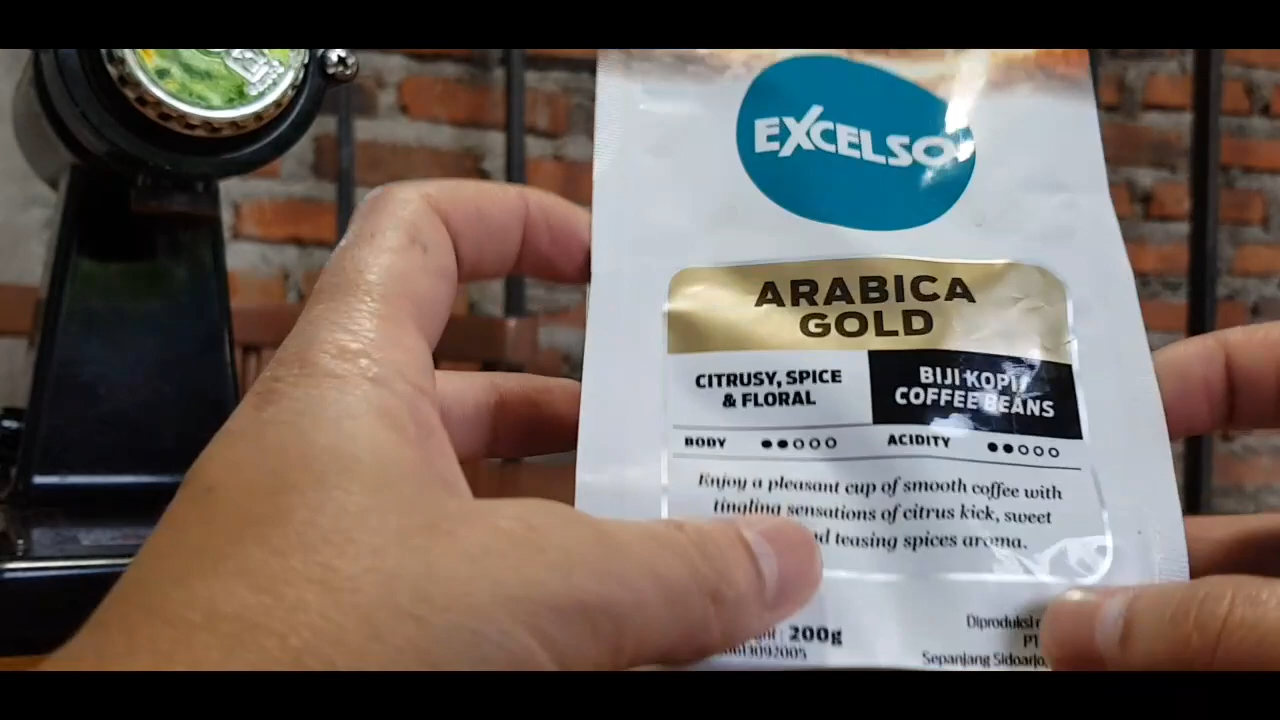 EXCELSO
ARABICA
GOLD
CITRUSY, SPICE
& FLORAL
BIJI KOPI/
COFFEE BEANS
BODY
ACIDITY
Enjoy a pleasant cup of smooth coffee with
tingling sensations of citrus kick, sweet
teasing spices aroma.
200g
Diproduksi
Sepanjang Sidoarjo,